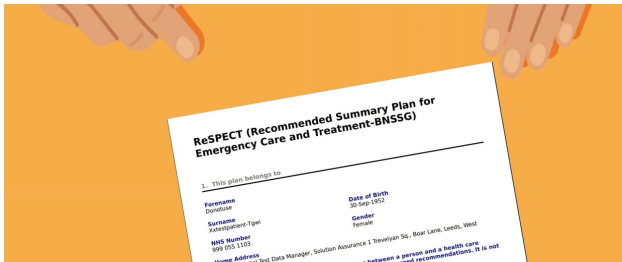 ReSPECT (Recommended Summary Plan for
Emergency Care and Treatment-BNSSG)
1. This plan belongs to
Forename
Donotuse
Date of Birth
30-Sep-1952
Surname
Xxtestpatient-Tgwi
Gender
Female
NHS Number
999 055 1103
Home Address
Test Data Manager, Solution Assurance 1 Trevelyan Sq., Boar Lane, Leeds, West
between a person and a health care
recommendations. It is not